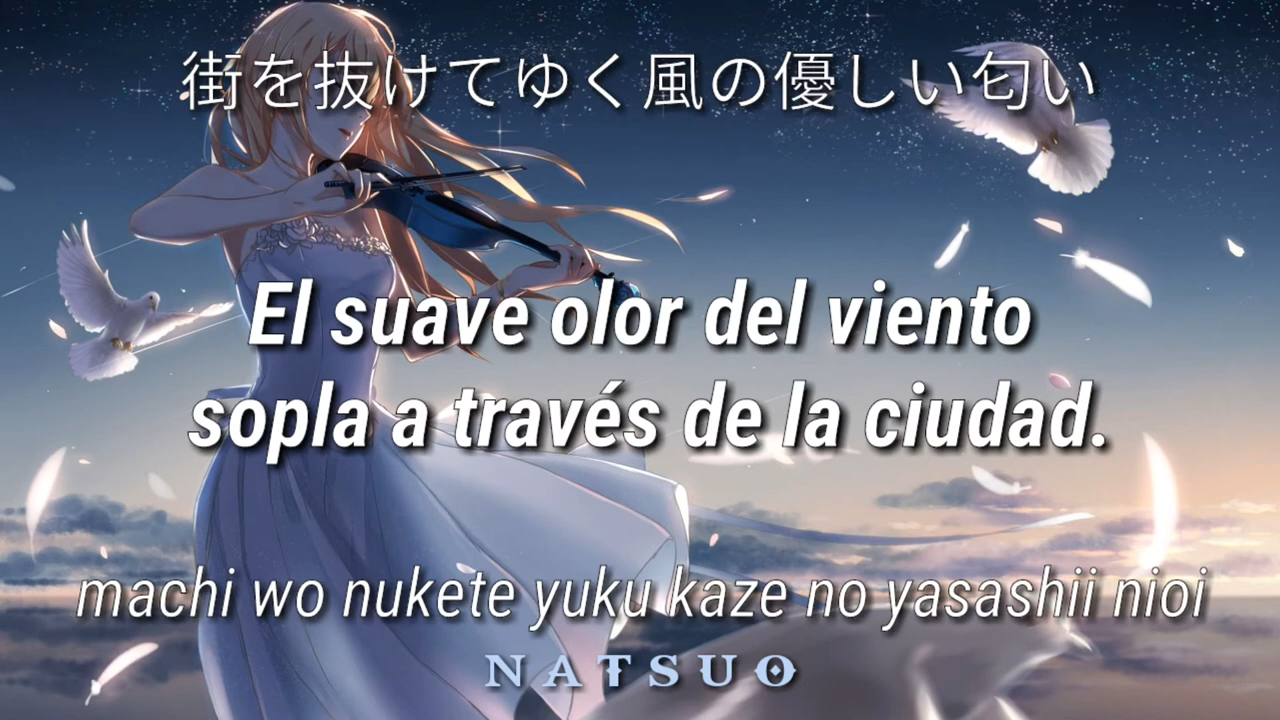 街を抜けてゆく風の優しい匂い
El suave olor del viento
sopla a través de la ciudad.
machi wo nukete yuku kaze no yasashii nioi
NATSUO